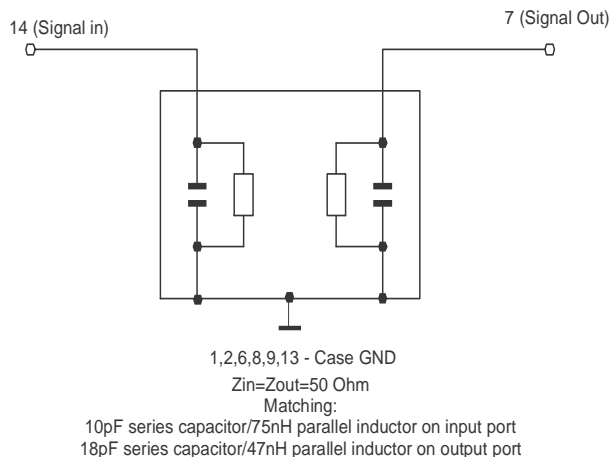 14 (Signal in)
7 (Signal Out)
1,2,6,8,9,13 - Case GND
Zin=Zout=50 Ohm
Matching:
10pF series capacitor/75nH parallel inductor on input port
18pF series capacitor/47nH parallel inductor on output port